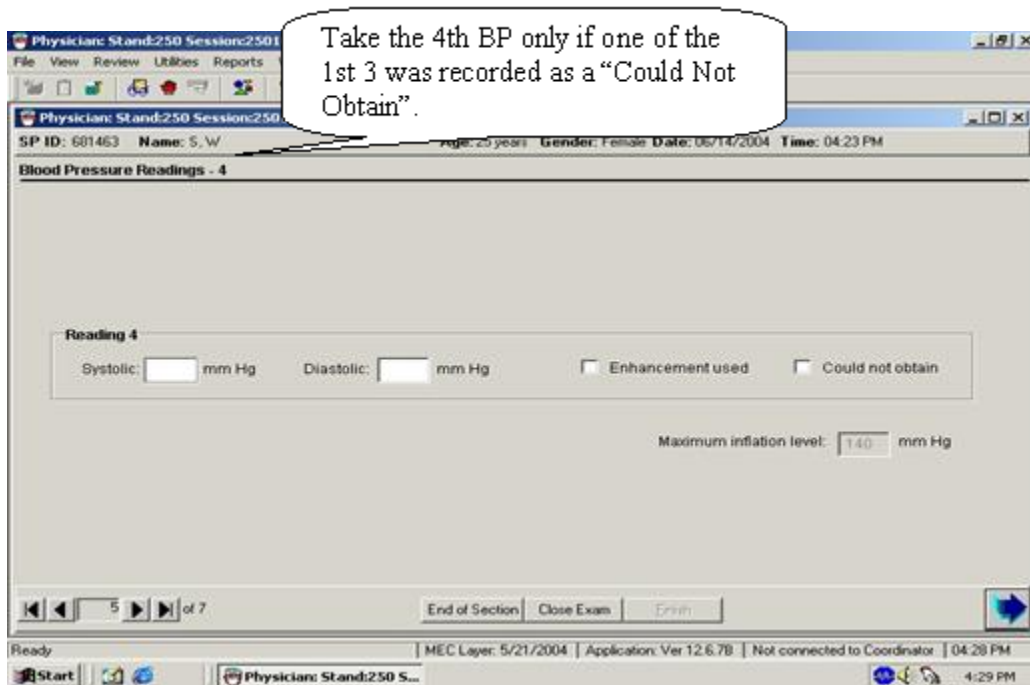 Take the 4th BP only if one of the
1st 3 was recorded as a “Could Not
Obtain”.
Physician: Stand:250 Session:2501
File View Review Utilities Reports
Physician: Stand:250 Session:250
SP ID: 681463 Name: S, W Age: 25 years Gender: Female Date: 06/14/2004 Time: 04:23 PM
Blood Pressure Readings - 4
Reading 4
Systolic: mm Hg Diastolic: mm Hg Enhancement used Could not obtain
Maximum inflation level: 140 mm Hg
5 of 7 End of Section Close Exam Finish
Ready MEC Layer: 5/21/2004 Application: Ver 12.6.78 Not connected to Coordinator 04:28 PM
Start Physician: Stand:250 S... 4:29 PM